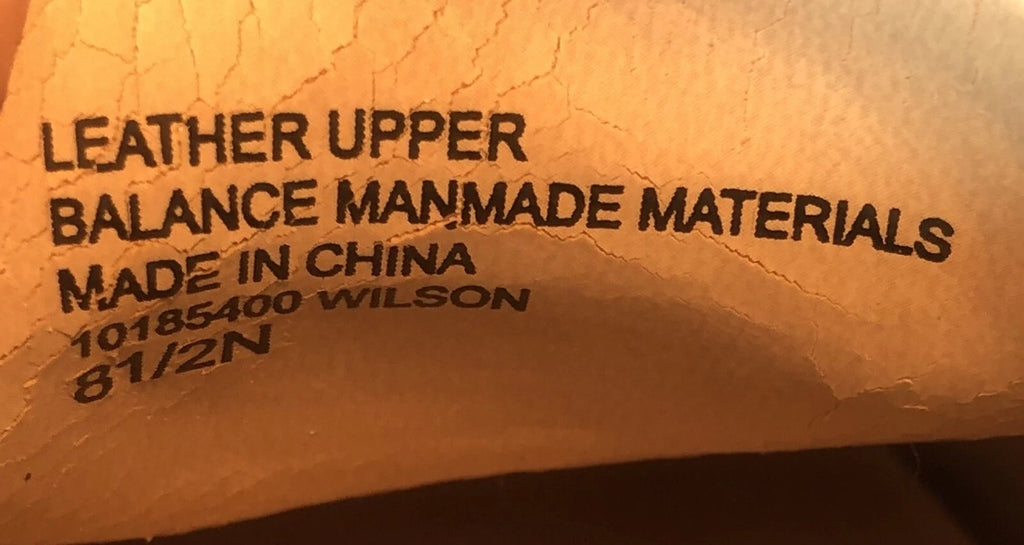 LEATHER UPPER
BALANCE MANMADE MATERIALS
MADE IN CHINA
10185400 WILSON
81/2N